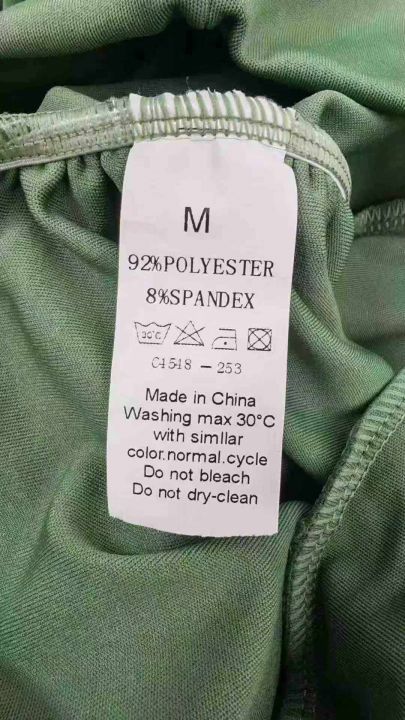 M
92%POLYESTER
8%SPANDEX
30°C
C4548 - 253
Made in China
Washing max 30°C
with simllar
color.normal.cycle
Do not bleach
Do not dry-clean